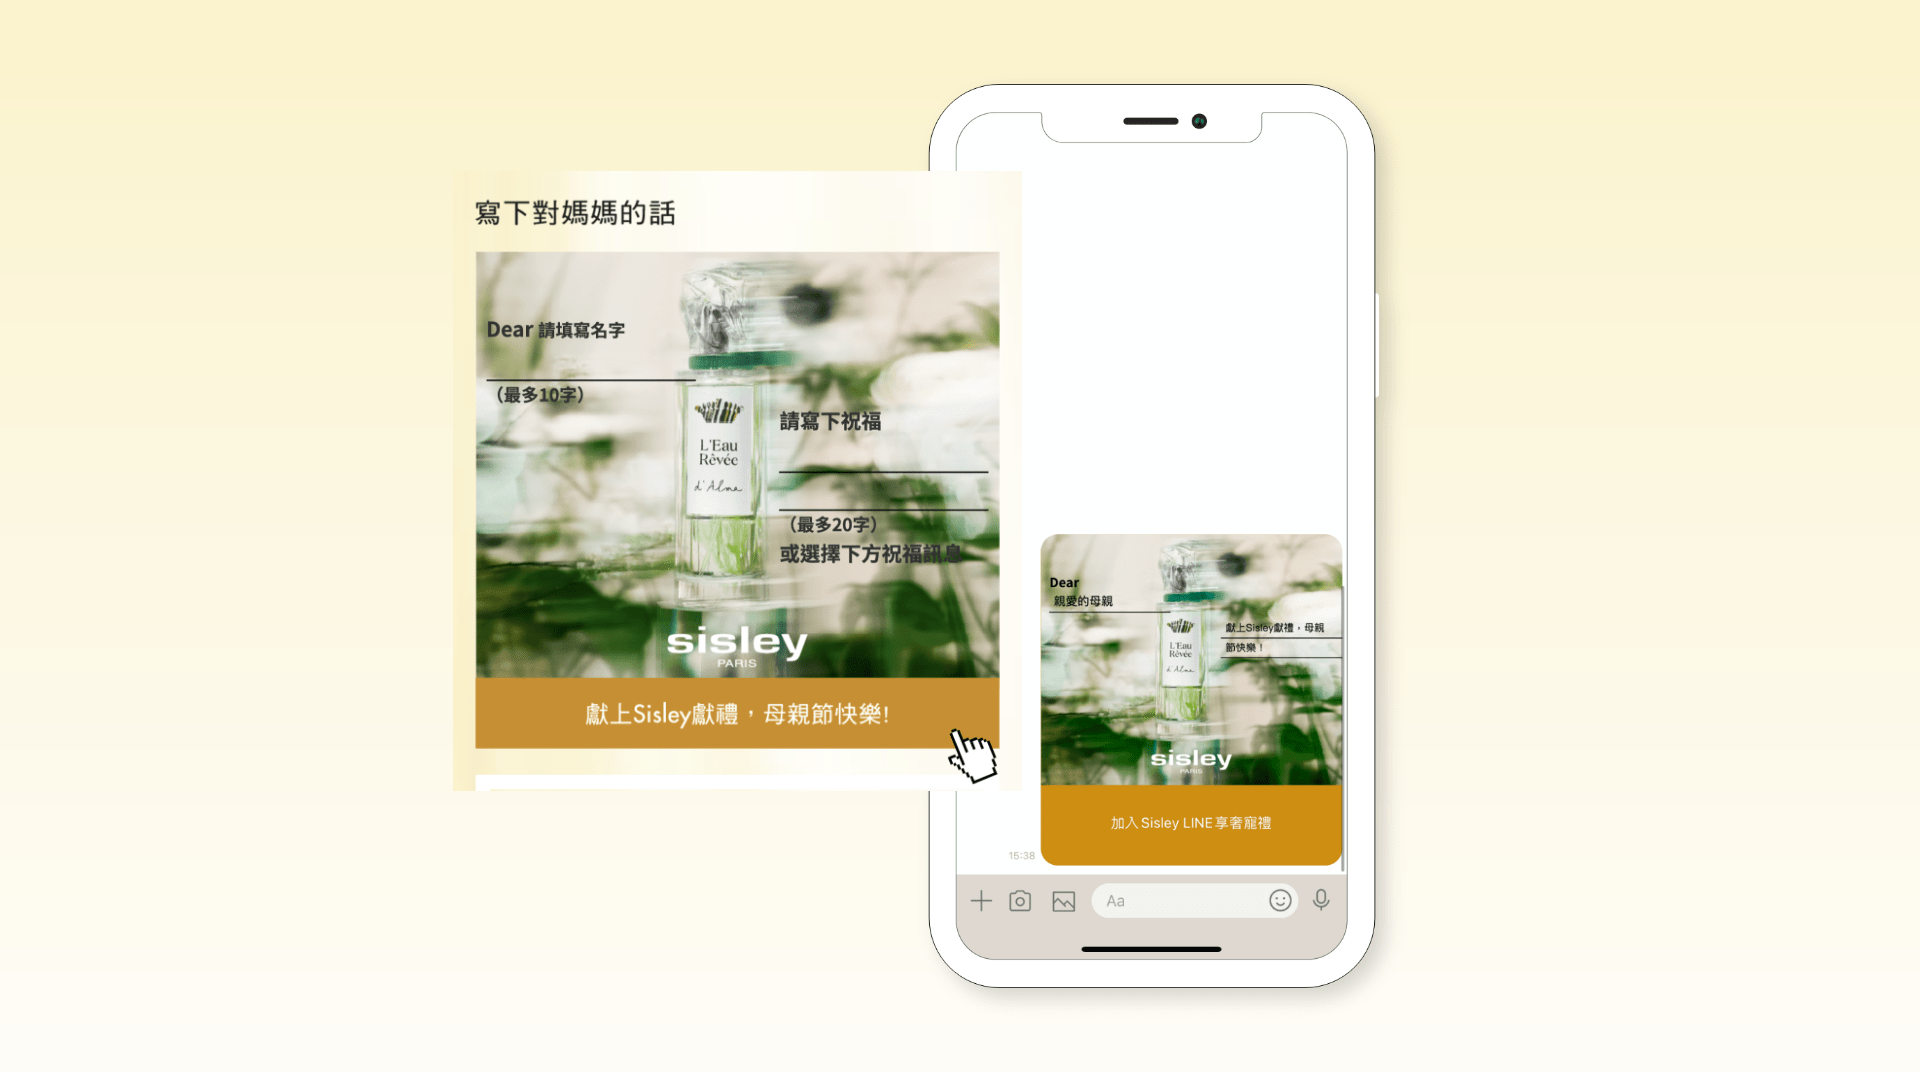 寫下對媽媽的話
Dear 請填寫名字
（最多10字）
請寫下祝福
（最多20字）
或選擇下方祝福訊息
L'Eau
Rêvée
d'Alma
sisley
PARIS
獻上Sisley獻禮，母親節快樂!
Dear
親愛的母親
獻上Sisley獻禮，母親
節快樂！
L'Eau
Rêvée
d'Alma
sisley
PARIS
加入Sisley LINE享奢寵禮
15:38
Aa